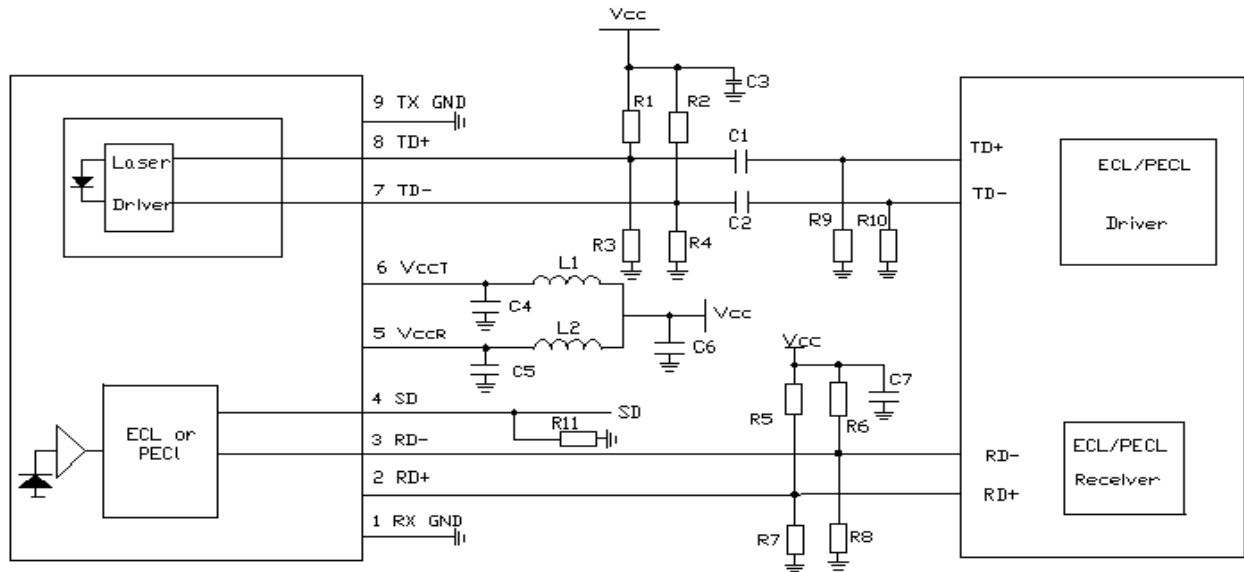 Vcc
C3
R1
R2
9 TX GND
8 TD+
C1
TD+
Laser
Driver
7 TD-
C2
TD-
ECL/PECL
Driver
R3
R4
R9
R10
6 VccT
L1
C4
Vcc
5 VccR
L2
C6
C5
Vcc
C7
R5
R6
4 SD
SD
R11
ECL or
PECl
3 RD-
RD-
ECL/PECL
Recelver
2 RD+
RD+
1 RX GND
R7
R8